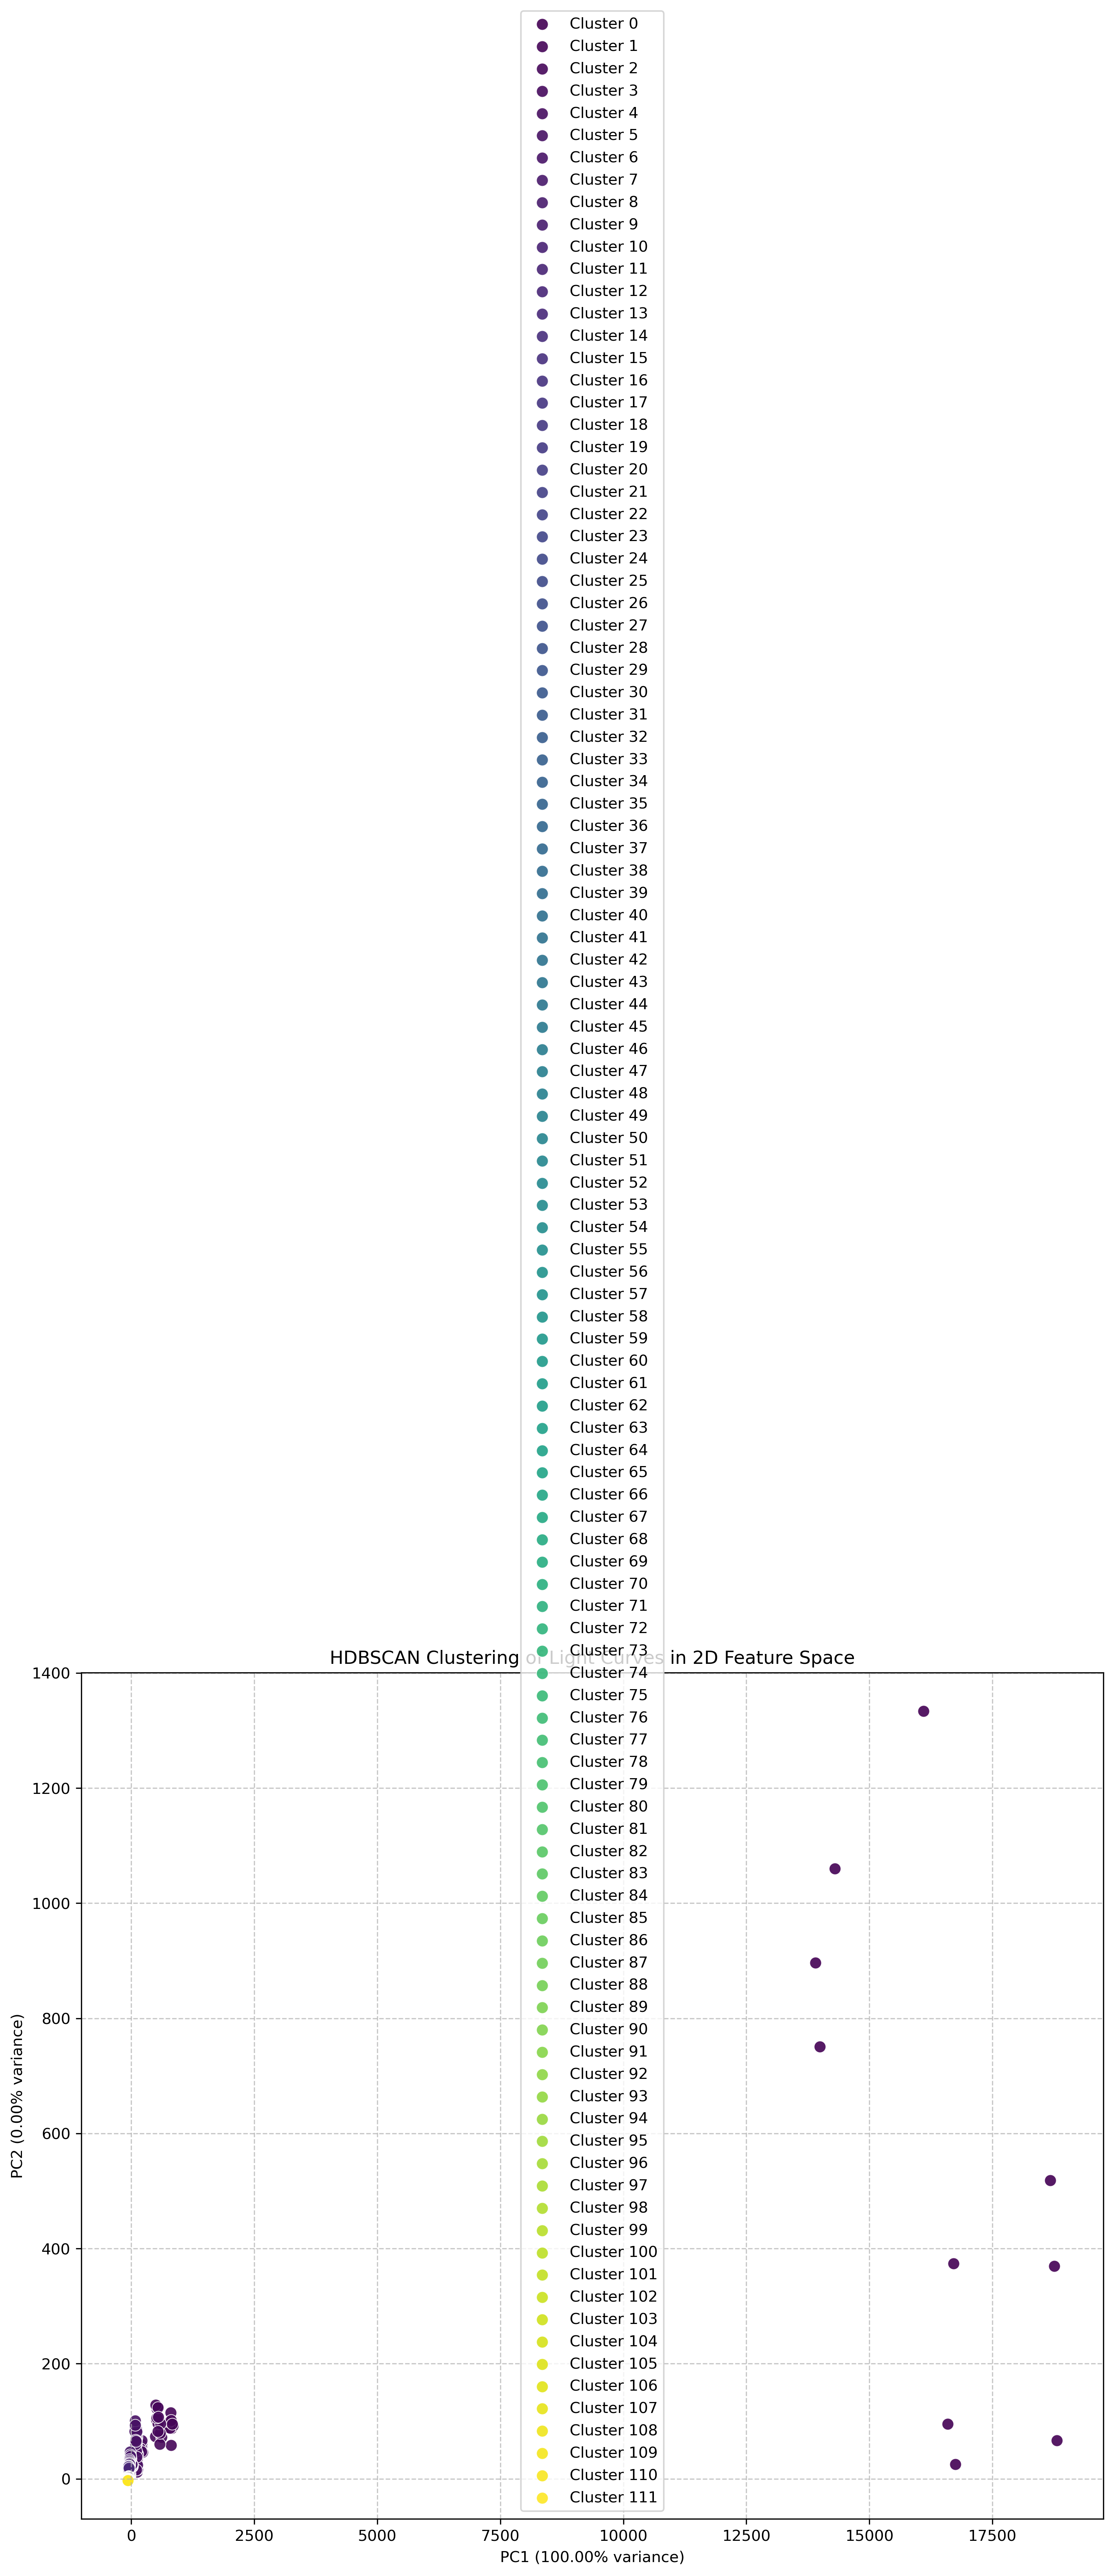 Cluster 0
Cluster 1
Cluster 2
Cluster 3
Cluster 4
Cluster 5
Cluster 6
Cluster 7
Cluster 8
Cluster 9
Cluster 10
Cluster 11
Cluster 12
Cluster 13
Cluster 14
Cluster 15
Cluster 16
Cluster 17
Cluster 18
Cluster 19
Cluster 20
Cluster 21
Cluster 22
Cluster 23
Cluster 24
Cluster 25
Cluster 26
Cluster 27
Cluster 28
Cluster 29
Cluster 30
Cluster 31
Cluster 32
Cluster 33
Cluster 34
Cluster 35
Cluster 36
Cluster 37
Cluster 38
Cluster 39
Cluster 40
Cluster 41
Cluster 42
Cluster 43
Cluster 44
Cluster 45
Cluster 46
Cluster 47
Cluster 48
Cluster 49
Cluster 50
Cluster 51
Cluster 52
Cluster 53
Cluster 54
Cluster 55
Cluster 56
Cluster 57
Cluster 58
Cluster 59
Cluster 60
Cluster 61
Cluster 62
Cluster 63
Cluster 64
Cluster 65
Cluster 66
Cluster 67
Cluster 68
Cluster 69
Cluster 70
Cluster 71
Cluster 72
Cluster 73
Cluster 74
Cluster 75
Cluster 76
Cluster 77
Cluster 78
Cluster 79
Cluster 80
Cluster 81
Cluster 82
Cluster 83
Cluster 84
Cluster 85
Cluster 86
Cluster 87
Cluster 88
Cluster 89
Cluster 90
Cluster 91
Cluster 92
Cluster 93
Cluster 94
Cluster 95
Cluster 96
Cluster 97
Cluster 98
Cluster 99
Cluster 100
Cluster 101
Cluster 102
Cluster 103
Cluster 104
Cluster 105
Cluster 106
Cluster 107
Cluster 108
Cluster 109
Cluster 110
Cluster 111
HDBSCAN Clustering of Light Curves in 2D Feature Space
1400
1200
1000
800
600
400
200
0
PC2 (0.00% variance)
0
2500
5000
7500
10000
12500
15000
17500
PC1 (100.00% variance)